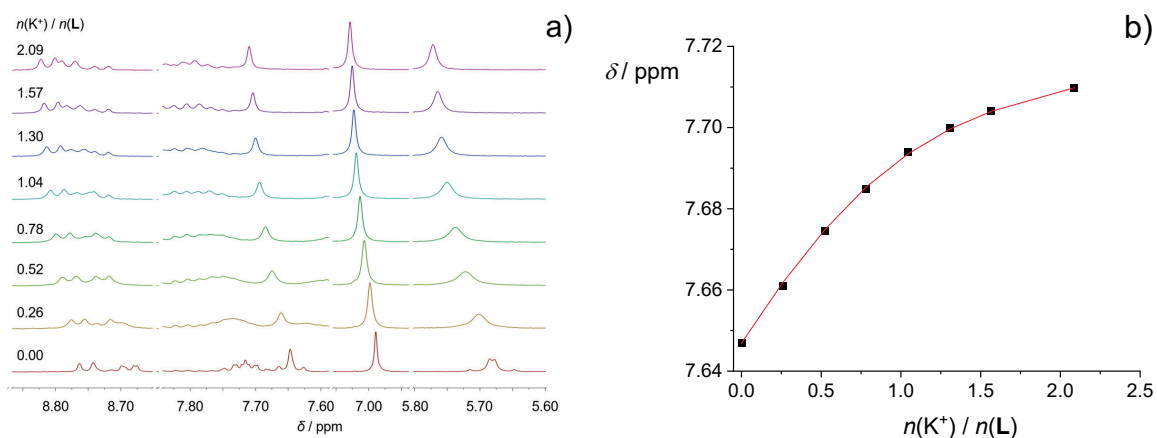 n(K⁺) / n(L)
a)
2.09
1.57
1.30
1.04
0.78
0.52
0.26
0.00
8.80 8.70 7.80 7.70 7.60 7.00 5.80 5.70 5.60
δ / ppm
b)
δ / ppm
7.72
7.70
7.68
7.66
7.64
0.0 0.5 1.0 1.5 2.0 2.5
n(K⁺) / n(L)